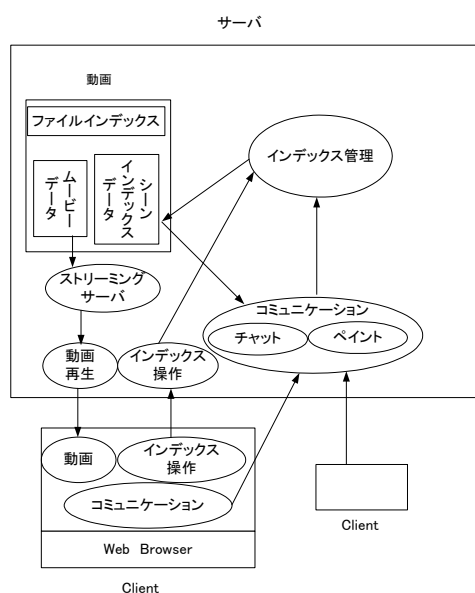 サーバ
動画
ファイルインデックス
ムービー
データ
シーン
インデックス
データ
インデックス管理
ストリーミング
サーバ
コミュニケーション
チャット
ペイント
動画
再生
インデックス
操作
動画
インデックス
操作
コミュニケーション
Web Browser
Client
Client